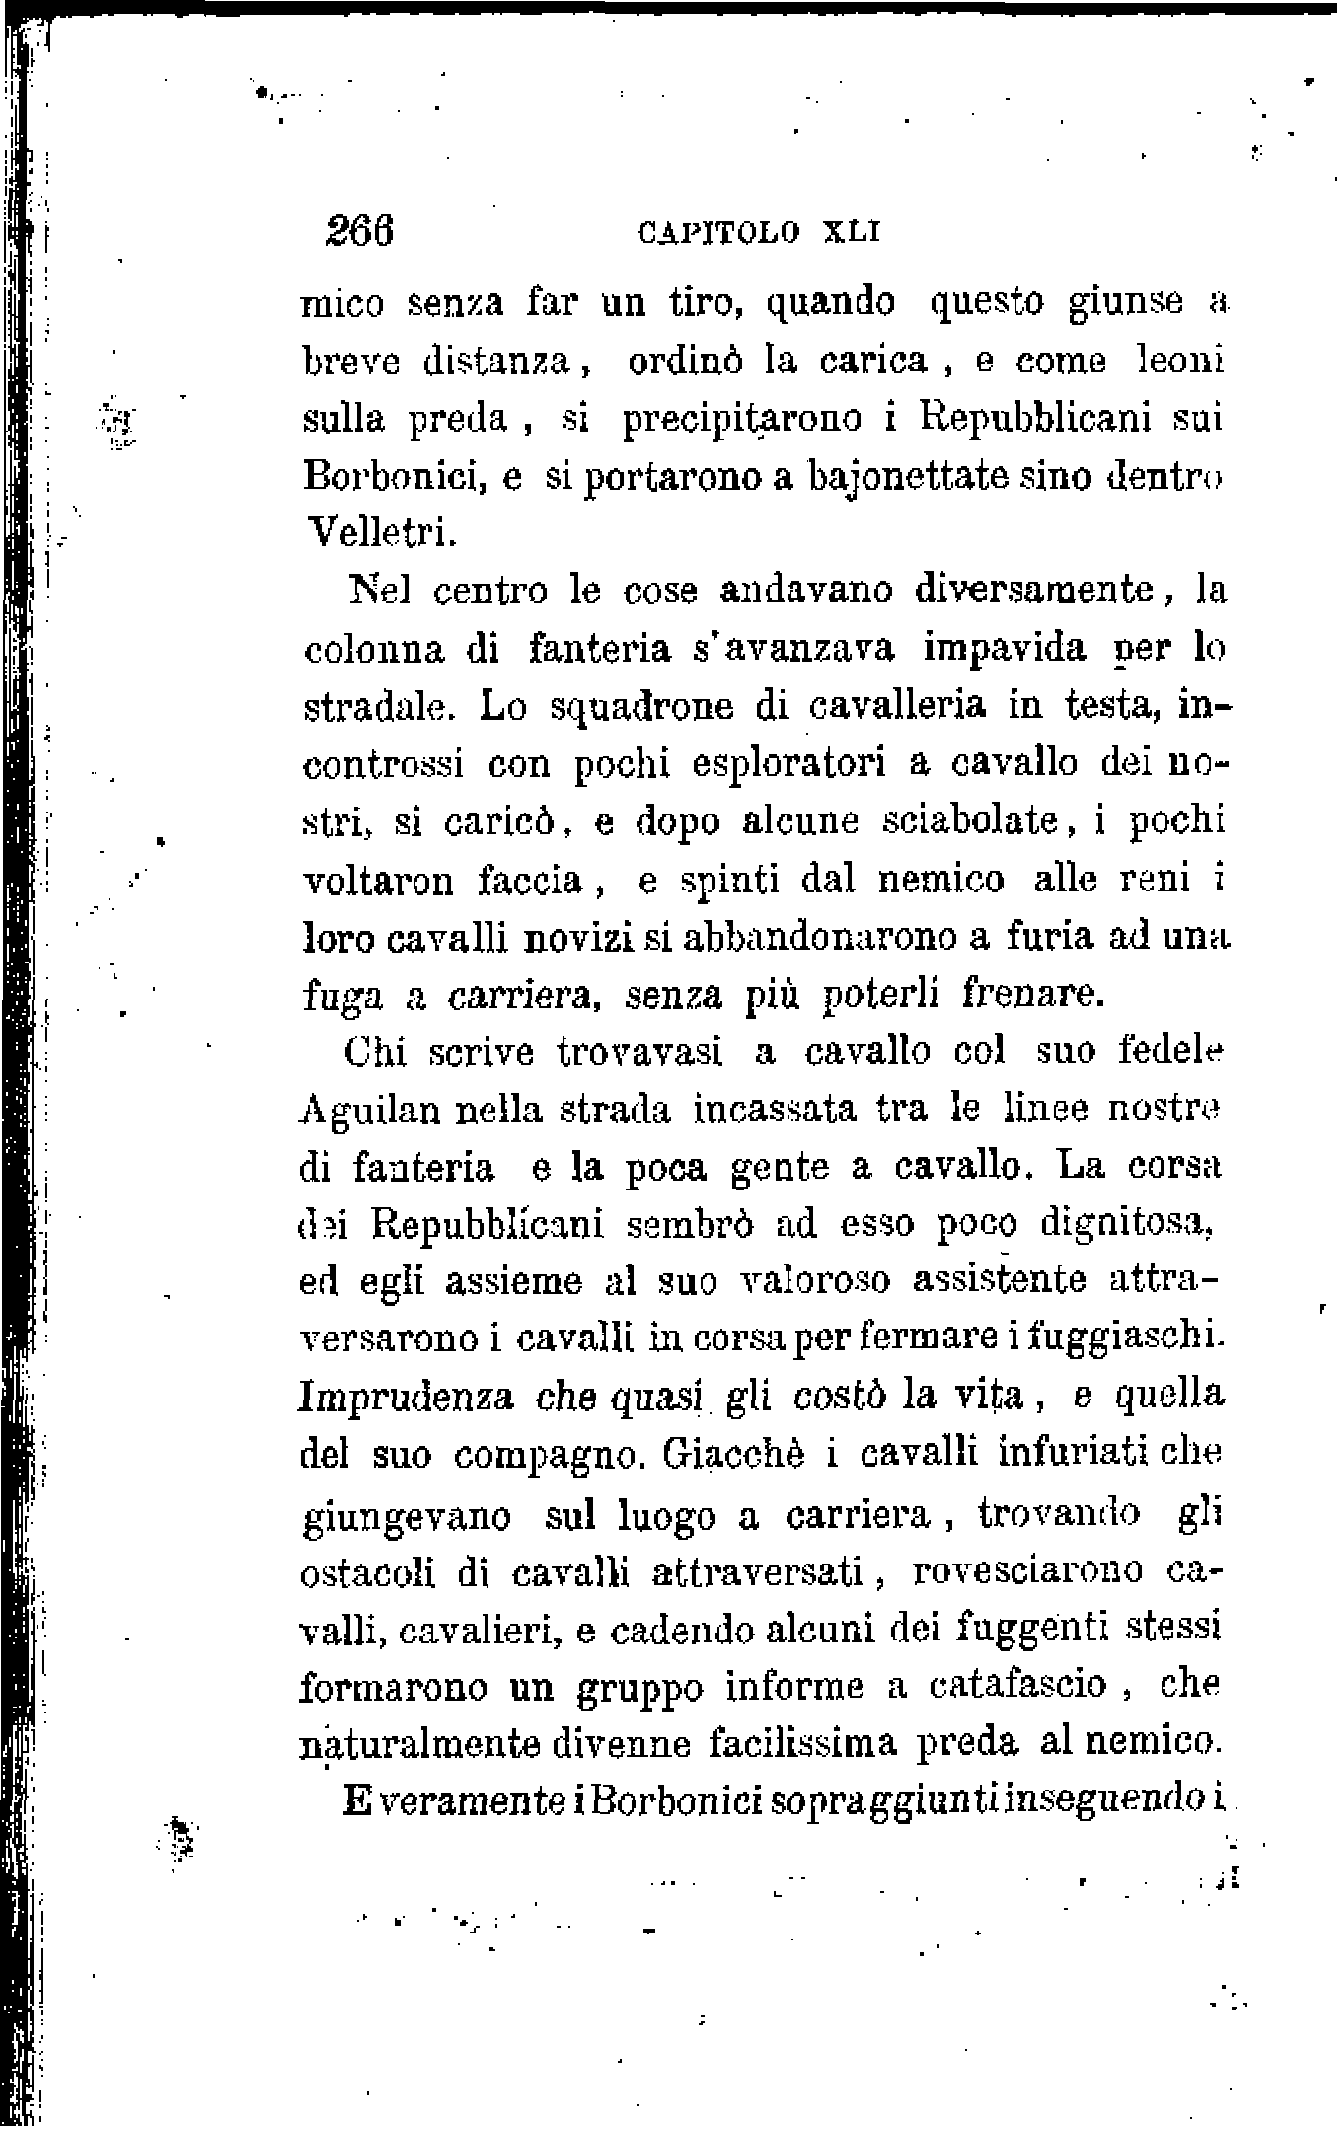 266 CAPITOLO XLI
mico senza far un tiro, quando questo giunse a
breve distanza, ordinò la carica, e come leoni
sulla preda, si precipitarono i Repubblicani sui
Borbonici, e si portarono a bajonettate sino dentro
Velletri.
Nel centro le cose andavano diversamente, la
colonna di fanteria s'avanzava impavida per lo
stradale. Lo squadrone di cavalleria in testa, in-
controssi con pochi esploratori a cavallo dei no-
stri, si caricò, e dopo alcune sciabolate, i pochi
voltaron faccia, e spinti dal nemico alle reni i
loro cavalli novizi si abbandonarono a furia ad una
fuga a carriera, senza più poterli frenare.
Chi scrive trovavasi a cavallo col suo fedele
Aguilan nella strada incassata tra le linee nostre
di fanteria e la poca gente a cavallo. La corsa
dei Repubblicani sembrò ad esso poco dignitosa,
ed egli assieme al suo valoroso assistente attra-
versarono i cavalli in corsa per fermare i fuggiaschi.
Imprudenza che quasi gli costò la vita, e quella
del suo compagno. Giacchè i cavalli infuriati che
giungevano sul luogo a carriera, trovando gli
ostacoli di cavalli attraversati, rovesciarono ca-
valli, cavalieri, e cadendo alcuni dei fuggenti stessi
formarono un gruppo informe a catafascio, che
naturalmente divenne facilissima preda al nemico.
E veramente i Borbonici sopraggiunti inseguendo i